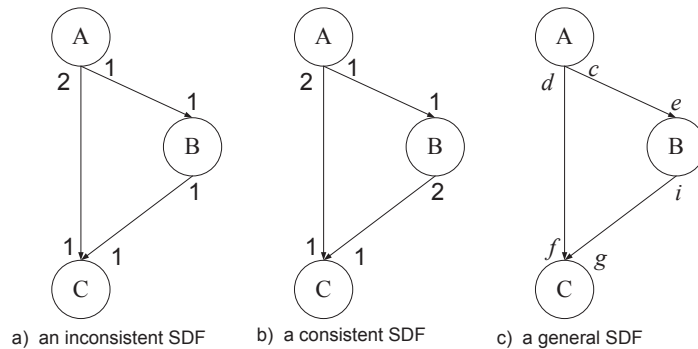 A
2 1
1
B
1
1 1
C
a) an inconsistent SDF
A
2 1
1
B
2
1 1
C
b) a consistent SDF
A
d c
e
B
i
f g
C
c) a general SDF